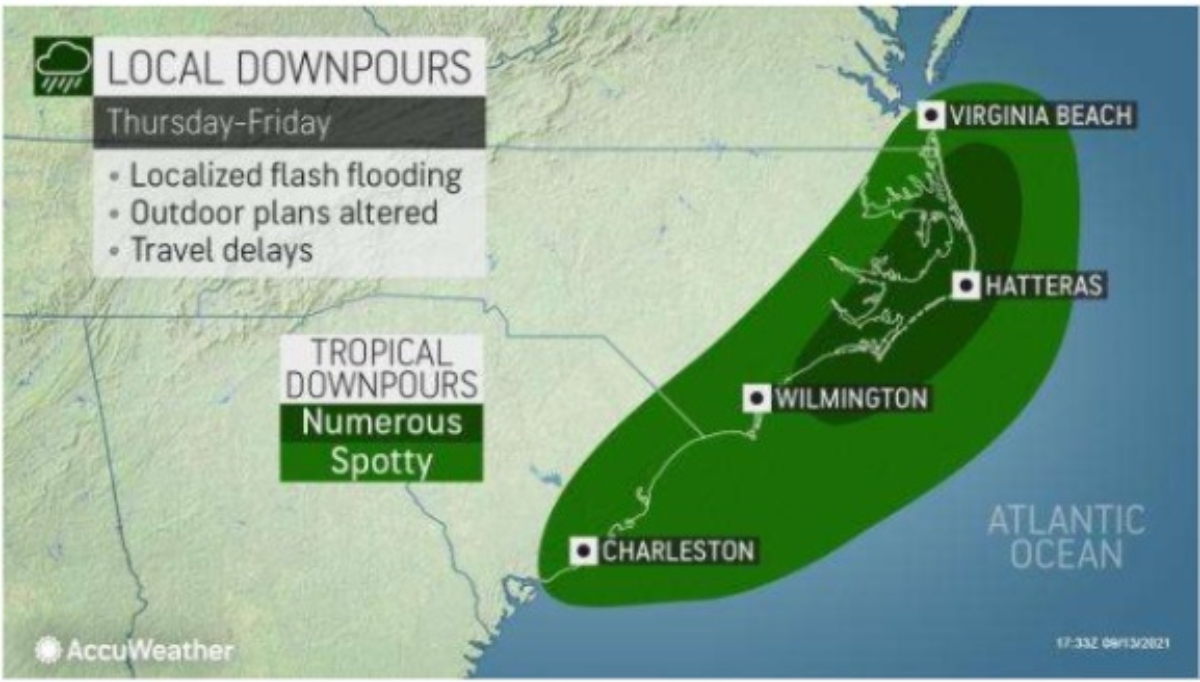 LOCAL DOWNPOURS
Thursday-Friday
• Localized flash flooding
• Outdoor plans altered
• Travel delays
VIRGINIA BEACH
HATTERAS
TROPICAL
DOWNPOURS
Numerous
Spotty
WILMINGTON
CHARLESTON
ATLANTIC
OCEAN
AccuWeather
17:33Z 09/13/2021